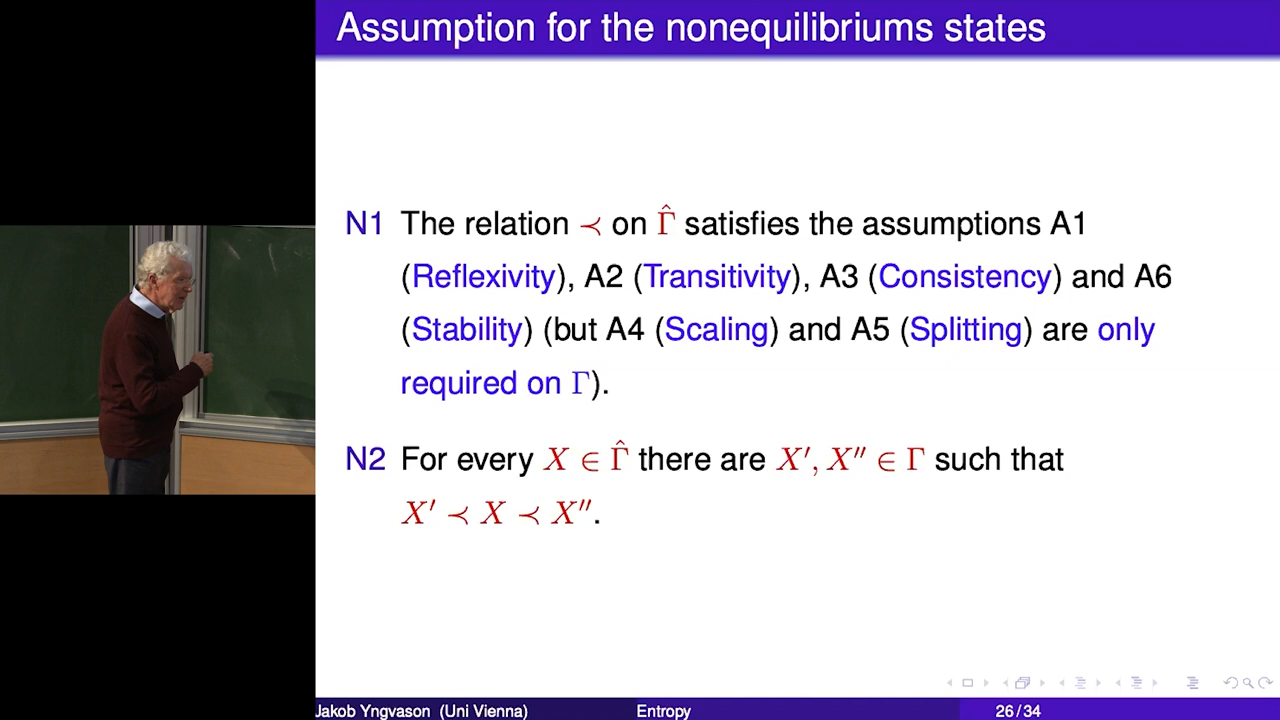 Assumption for the nonequilibriums states
N1 The relation ≺ on Γ̂ satisfies the assumptions A1
(Reflexivity), A2 (Transitivity), A3 (Consistency) and A6
(Stability) (but A4 (Scaling) and A5 (Splitting) are only
required on Γ).
N2 For every X ∈ Γ̂ there are X′, X″ ∈ Γ such that
X′ ≺ X ≺ X″.
Jakob Yngvason (Uni Vienna) Entropy 26 / 34